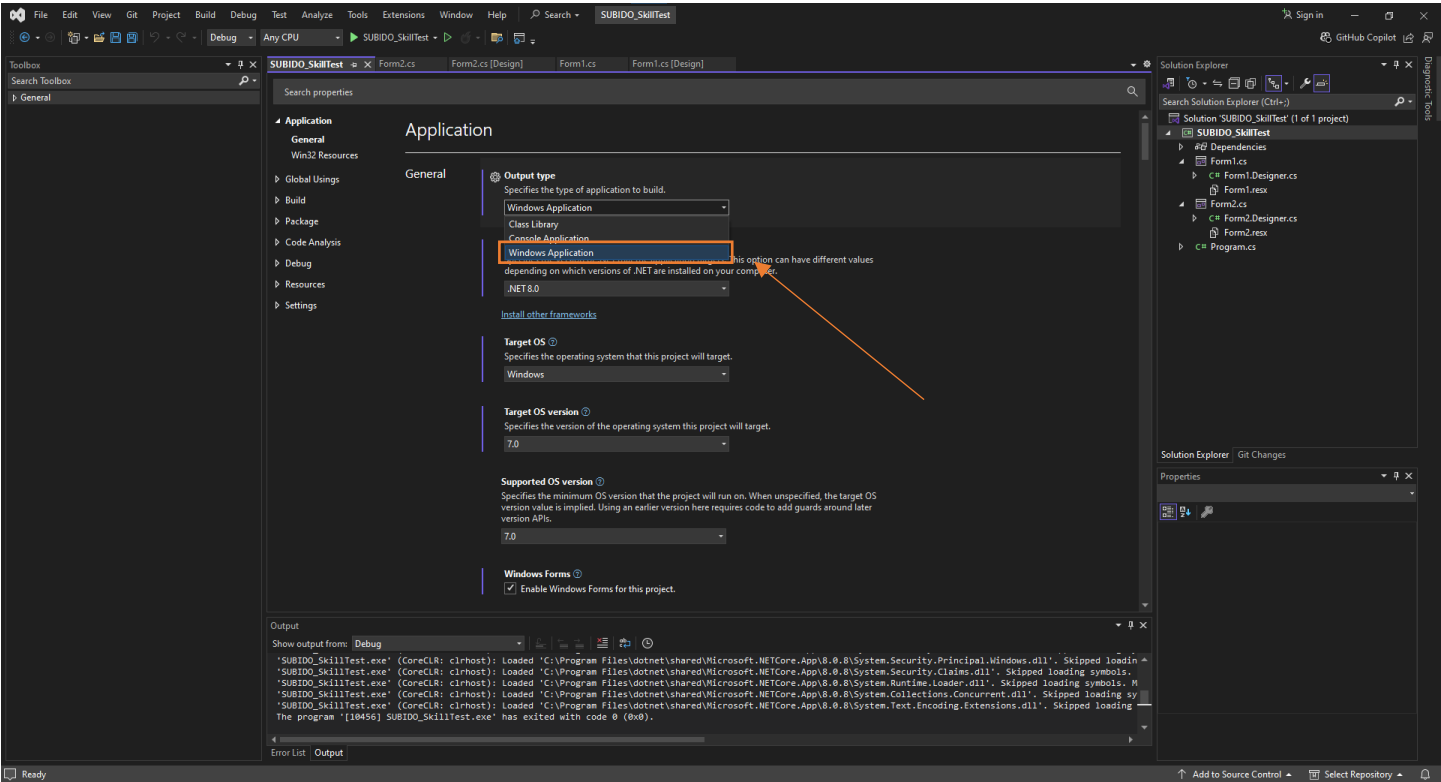 File Edit View Git Project Build Debug Test Analyze Tools Extensions Window Help Search SUBIDO_SkillTest Sign in
Debug Any CPU SUBIDO_SkillTest GitHub Copilot
Toolbox
Search Toolbox
General
SUBIDO_SkillTest Form2.cs Form2.cs [Design] Form1.cs Form1.cs [Design]
Search properties
Application
General
Win32 Resources
Global Usings
Build
Package
Code Analysis
Debug
Resources
Settings
Application
General
Output type
Specifies the type of application to build.
Windows Application
Class Library
Console Application
Windows Application
This option can have different values
depending on which versions of .NET are installed on your computer.
.NET 8.0
Install other frameworks
Target OS
Specifies the operating system that this project will target.
Windows
Target OS version
Specifies the version of the operating system this project will target.
7.0
Supported OS version
Specifies the minimum OS version that the project will run on. When unspecified, the target OS
version value is implied. Using an earlier version here requires code to add guards around later
version APIs.
7.0
Windows Forms
Enable Windows Forms for this project.
Output
Show output from: Debug
'SUBIDO_SkillTest.exe' (CoreCLR: clrhost): Loaded 'C:\Program Files\dotnet\shared\Microsoft.NETCore.App\8.0.8\System.Security.Principal.Windows.dll'. Skipped loadin
'SUBIDO_SkillTest.exe' (CoreCLR: clrhost): Loaded 'C:\Program Files\dotnet\shared\Microsoft.NETCore.App\8.0.8\System.Security.Claims.dll'. Skipped loading symbols.
'SUBIDO_SkillTest.exe' (CoreCLR: clrhost): Loaded 'C:\Program Files\dotnet\shared\Microsoft.NETCore.App\8.0.8\System.Runtime.Loader.dll'. Skipped loading symbols. M
'SUBIDO_SkillTest.exe' (CoreCLR: clrhost): Loaded 'C:\Program Files\dotnet\shared\Microsoft.NETCore.App\8.0.8\System.Collections.Concurrent.dll'. Skipped loading sy
'SUBIDO_SkillTest.exe' (CoreCLR: clrhost): Loaded 'C:\Program Files\dotnet\shared\Microsoft.NETCore.App\8.0.8\System.Text.Encoding.Extensions.dll'. Skipped loading
The program '[10456] SUBIDO_SkillTest.exe' has exited with code 0 (0x0).
Error List Output
Solution Explorer
Search Solution Explorer (Ctrl+;)
Solution 'SUBIDO_SkillTest' (1 of 1 project)
SUBIDO_SkillTest
Dependencies
Form1.cs
C# Form1.Designer.cs
Form1.resx
Form2.cs
C# Form2.Designer.cs
Form2.resx
C# Program.cs
Solution Explorer Git Changes
Properties
Diagnostic Tools
Ready Add to Source Control Select Repository